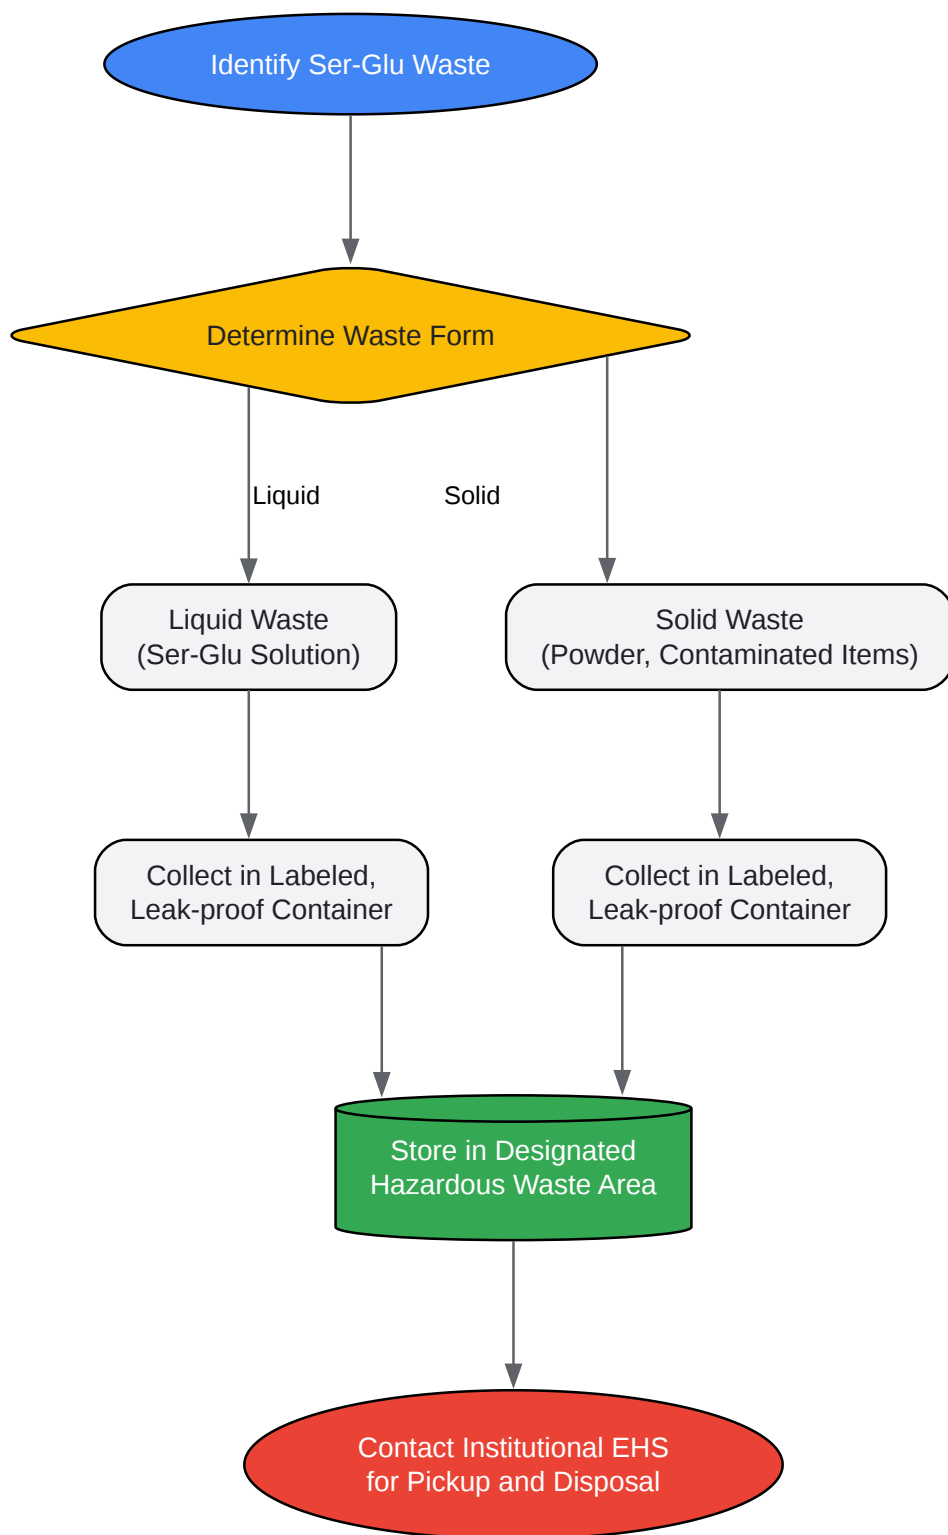 Identify Ser-Glu Waste
Determine Waste Form
Liquid
Solid
Liquid Waste
(Ser-Glu Solution)
Solid Waste
(Powder, Contaminated Items)
Collect in Labeled,
Leak-proof Container
Collect in Labeled,
Leak-proof Container
Store in Designated
Hazardous Waste Area
Contact Institutional EHS
for Pickup and Disposal